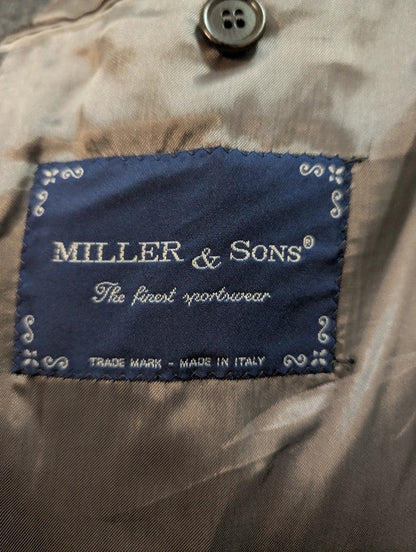 MILLER & SONS®
The finest sportswear
TRADE MARK - MADE IN ITALY